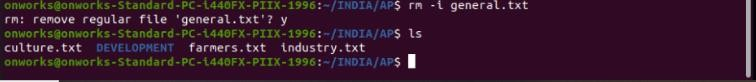 onworks@onworks-Standard-PC-i440FX-PIIX-1996:~/INDIA/AP$ rm -i general.txt
rm: remove regular file 'general.txt'? y
onworks@onworks-Standard-PC-i440FX-PIIX-1996:~/INDIA/AP$ ls
culture.txt  DEVELOPMENT  farmers.txt  industry.txt
onworks@onworks-Standard-PC-i440FX-PIIX-1996:~/INDIA/AP$